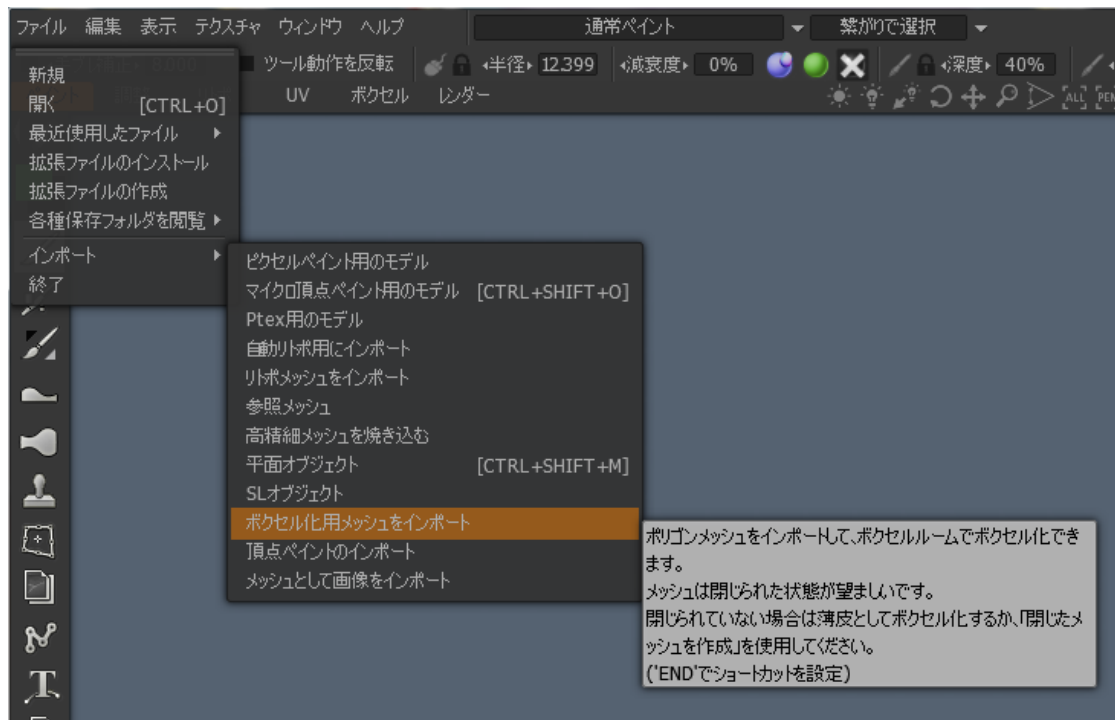 ファイル 編集 表示 テクスチャ ウィンドウ ヘルプ 通常ペイント 繋がりで選択
ツール動作を反転 半径 12.399 減衰度 0% 深度 40%
UV ボクセル レンダー
ALL
新規
開く [CTRL+O]
最近使用したファイル
拡張ファイルのインストール
拡張ファイルの作成
各種保存フォルダを閲覧
インポート
終了
ピクセルペイント用のモデル
マイクロ頂点ペイント用のモデル [CTRL+SHIFT+O]
Ptex用のモデル
自動リトポ用にインポート
リトポメッシュをインポート
参照メッシュ
高精細メッシュを焼き込む
平面オブジェクト [CTRL+SHIFT+M]
SLオブジェクト
ボクセル化用メッシュをインポート
頂点ペイントのインポート
メッシュとして画像をインポート
ポリゴンメッシュをインポートして、ボクセルルームでボクセル化でき
ます。
メッシュは閉じられた状態が望ましいです。
閉じられていない場合は薄皮としてボクセル化するか、「閉じたメ
ッシュを作成」を使用してください。
('END'でショートカットを設定)